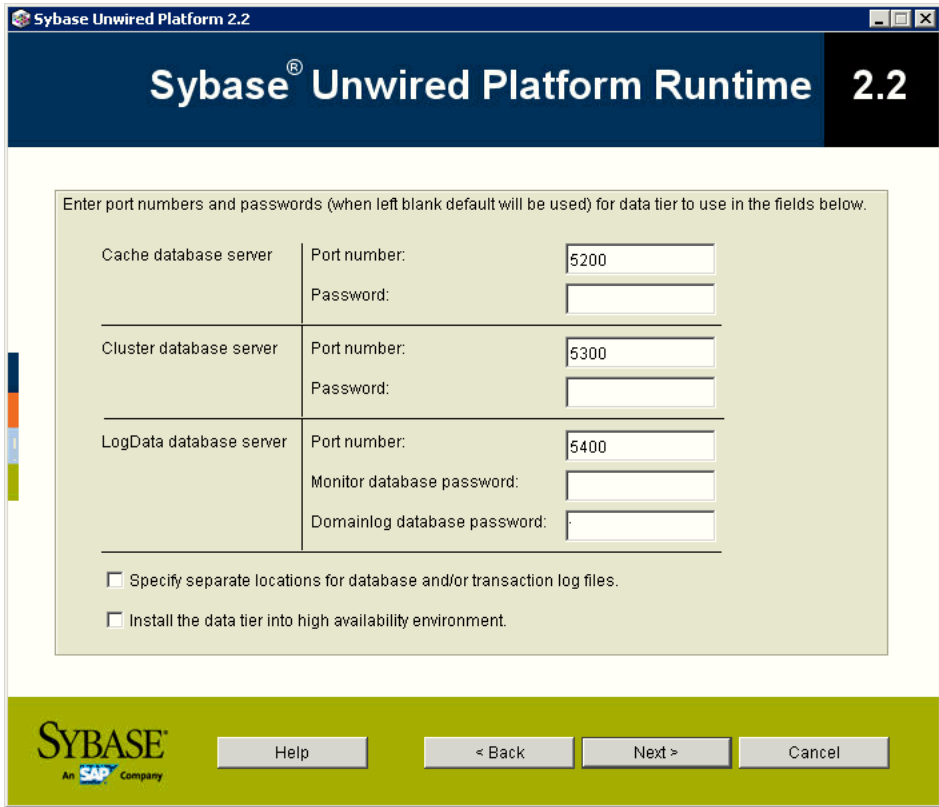 Sybase Unwired Platform 2.2
Sybase® Unwired Platform Runtime 2.2
Enter port numbers and passwords (when left blank default will be used) for data tier to use in the fields below.
Cache database server Port number: 5200
Password:
Cluster database server Port number: 5300
Password:
LogData database server Port number: 5400
Monitor database password:
Domainlog database password:
Specify separate locations for database and/or transaction log files.
Install the data tier into high availability environment.
SYBASE®
An SAP Company
Help < Back Next > Cancel